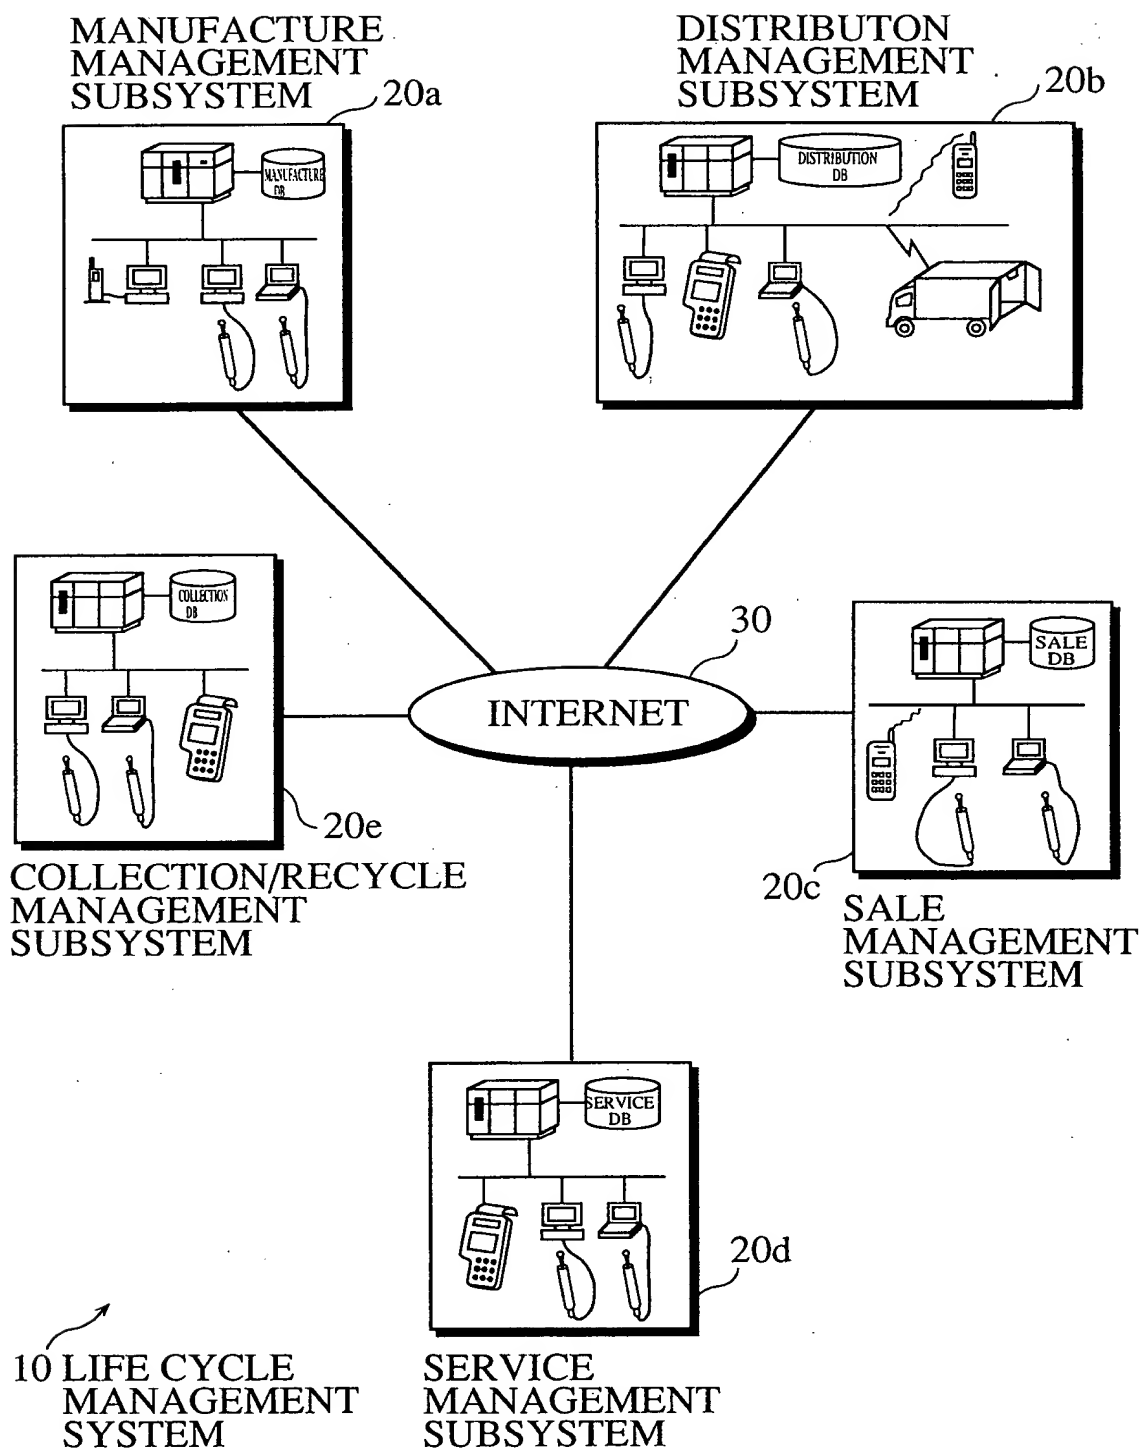 MANUFACTURE
MANAGEMENT
SUBSYSTEM
20a
MANUFACTURE
DB
DISTRIBUTON
MANAGEMENT
SUBSYSTEM
20b
DISTRIBUTION
DB
COLLECTION
DB
20e
COLLECTION/RECYCLE
MANAGEMENT
SUBSYSTEM
30
INTERNET
SALE
DB
20c
SALE
MANAGEMENT
SUBSYSTEM
SERVICE
DB
20d
SERVICE
MANAGEMENT
SUBSYSTEM
10 LIFE CYCLE
MANAGEMENT
SYSTEM